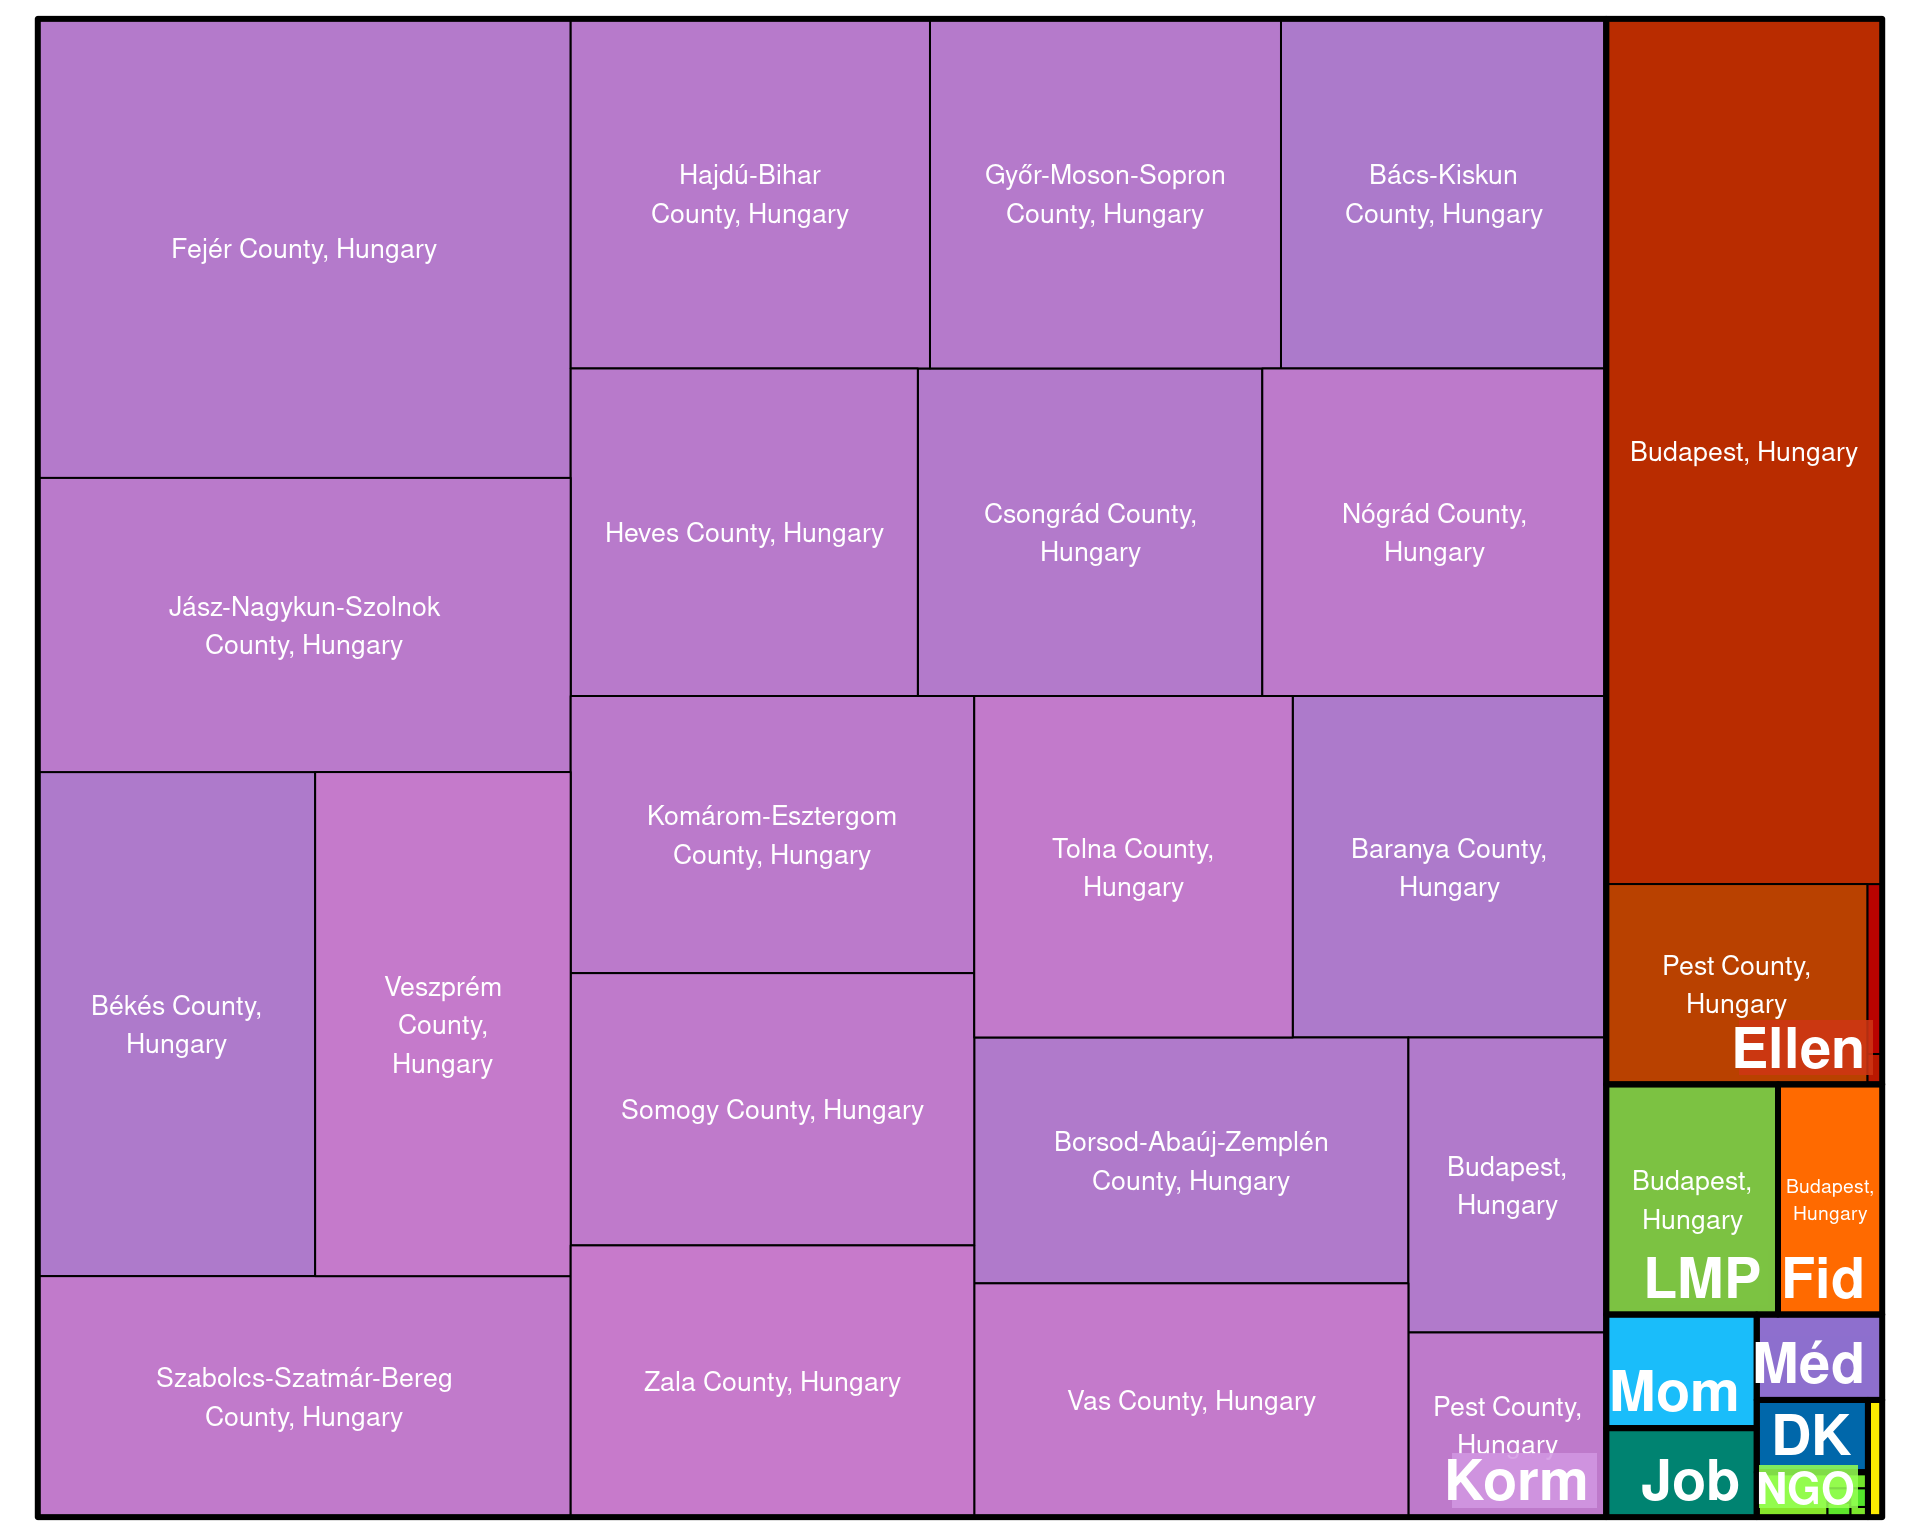 Fejér County, Hungary
Hajdú-Bihar
County, Hungary
Győr-Moson-Sopron
County, Hungary
Bács-Kiskun
County, Hungary
Budapest, Hungary
Jász-Nagykun-Szolnok
County, Hungary
Heves County, Hungary
Csongrád County,
Hungary
Nógrád County,
Hungary
Békés County,
Hungary
Veszprém
County,
Hungary
Komárom-Esztergom
County, Hungary
Tolna County,
Hungary
Baranya County,
Hungary
Pest County,
Hungary
Ellen
Somogy County, Hungary
Borsod-Abaúj-Zemplén
County, Hungary
Budapest,
Hungary
Budapest,
Hungary
LMP
Budapest,
Hungary
Fid
Szabolcs-Szatmár-Bereg
County, Hungary
Zala County, Hungary
Vas County, Hungary
Pest County,
Hungary
Korm
Mom
Méd
DK
Job
NGO